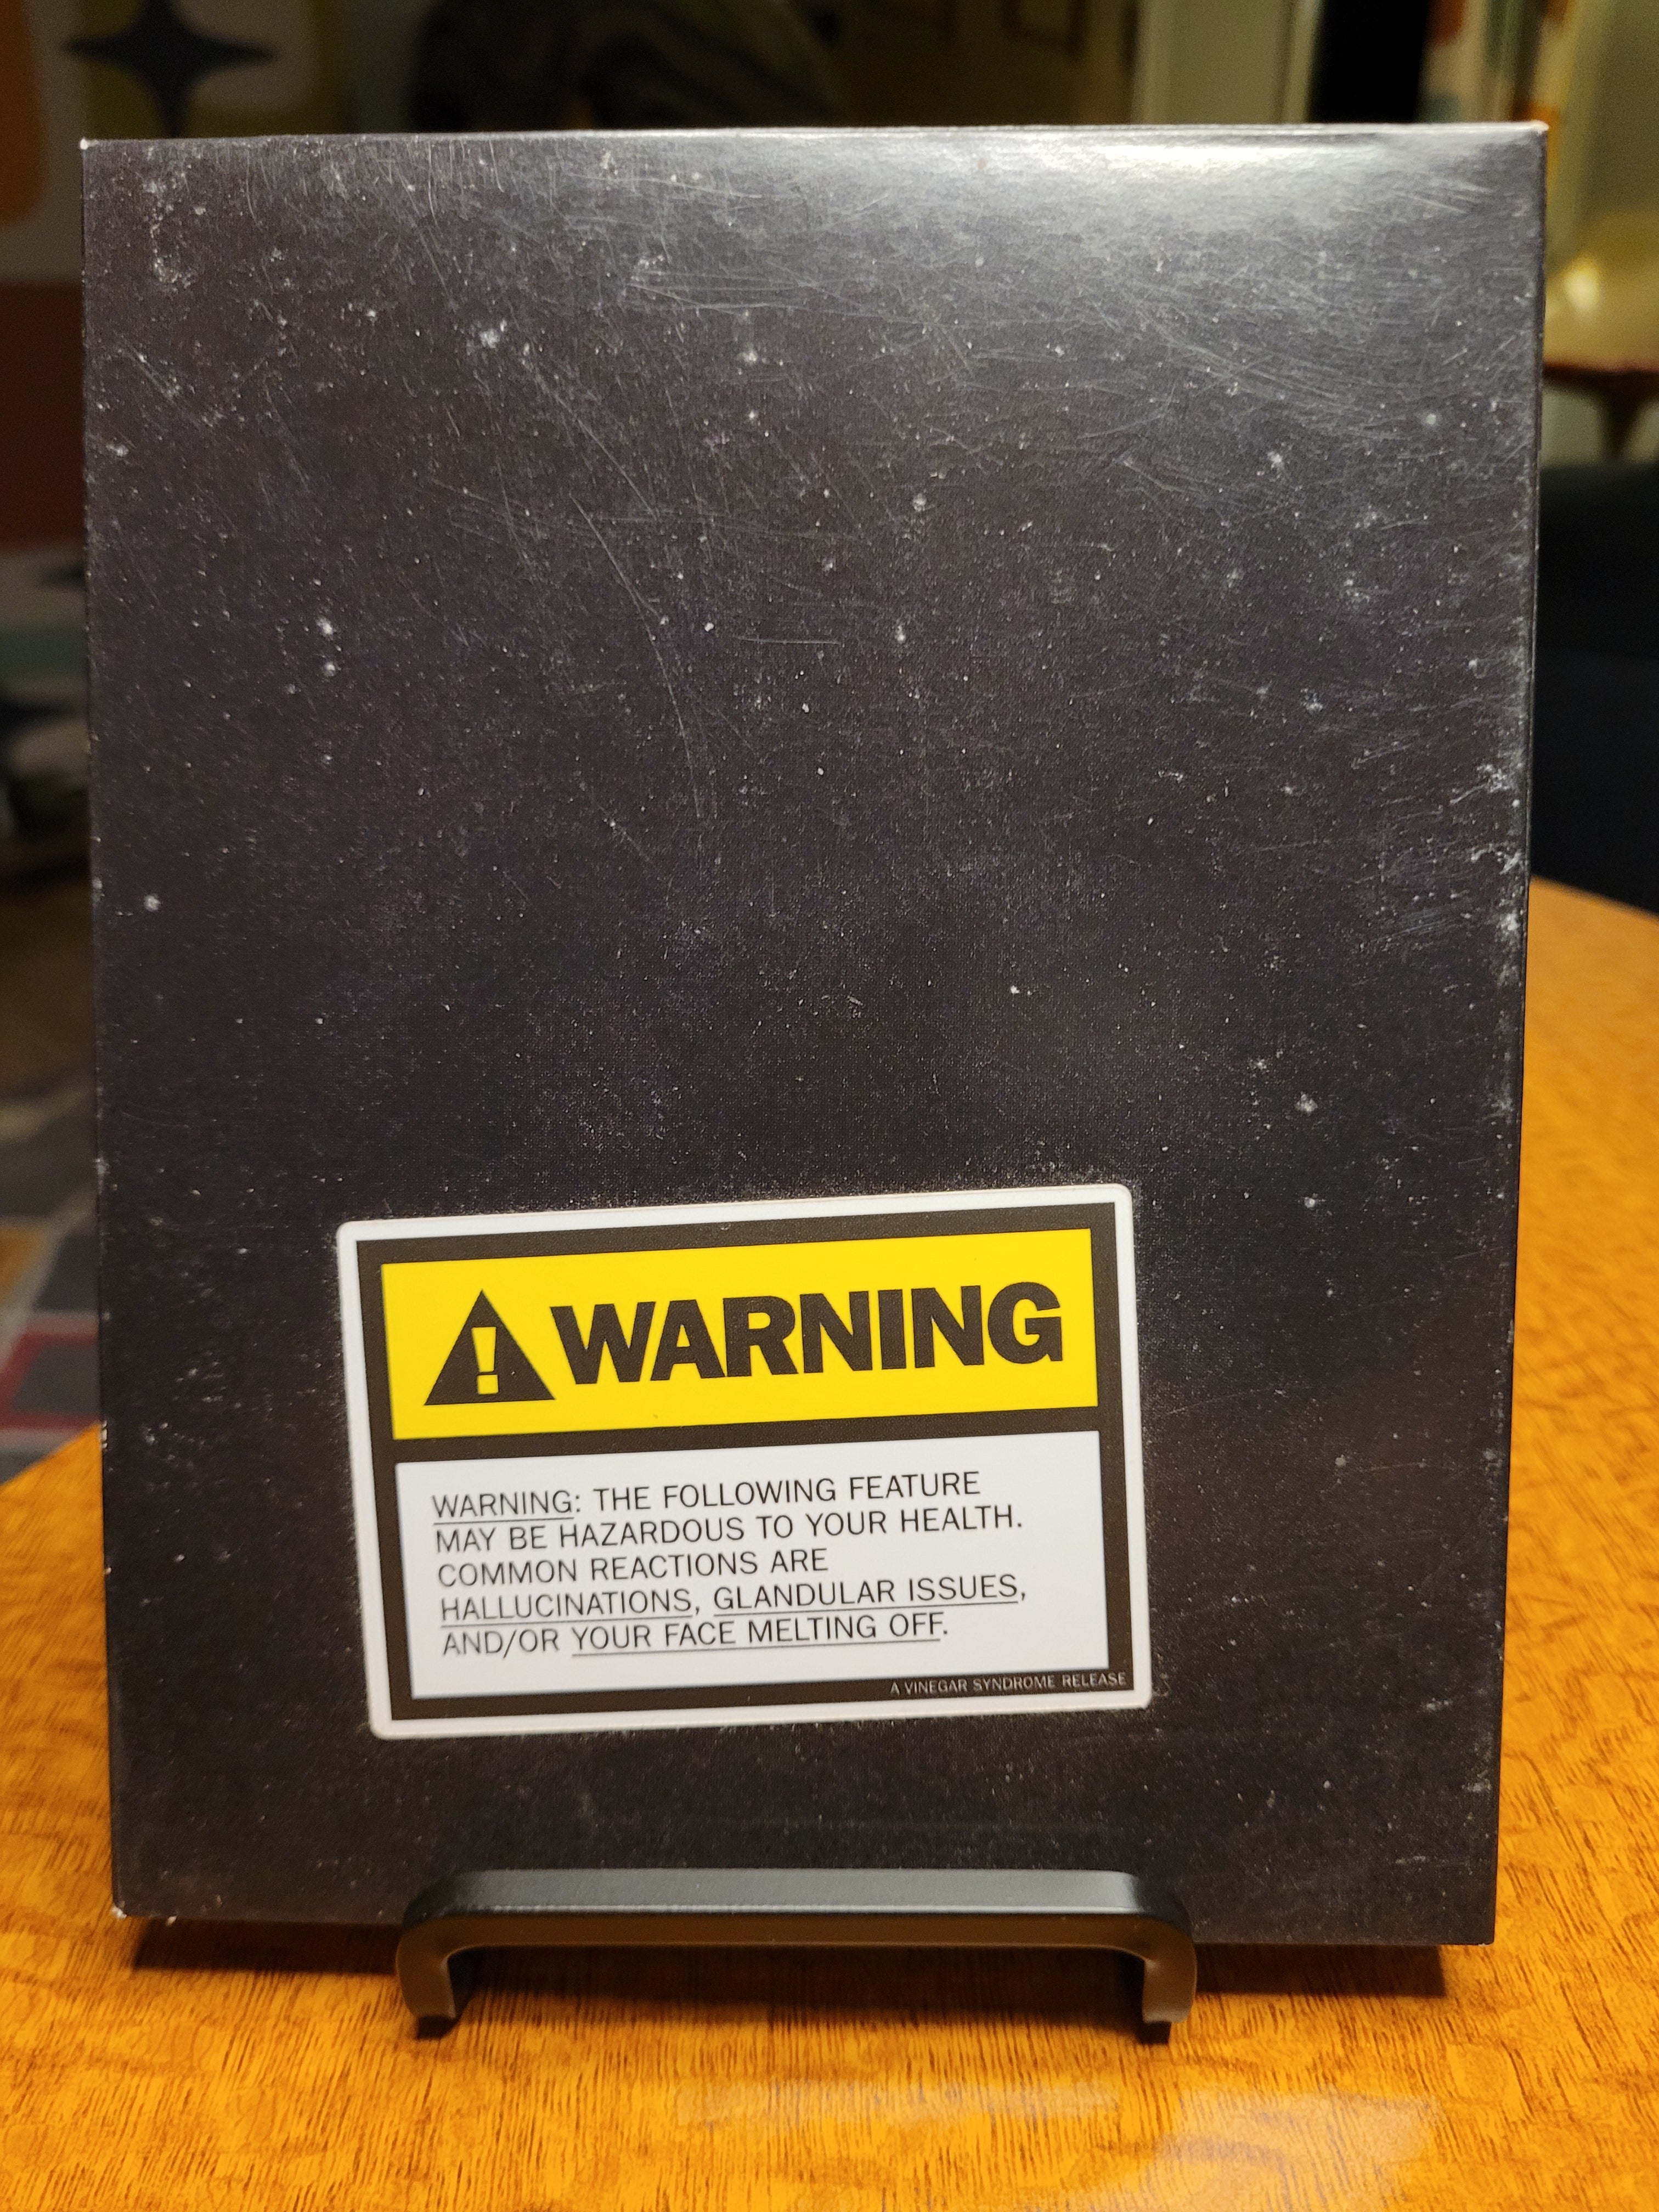 WARNING
WARNING: THE FOLLOWING FEATURE
MAY BE HAZARDOUS TO YOUR HEALTH.
COMMON REACTIONS ARE
HALLUCINATIONS, GLANDULAR ISSUES,
AND/OR YOUR FACE MELTING OFF.
A VINEGAR SYNDROME RELEASE